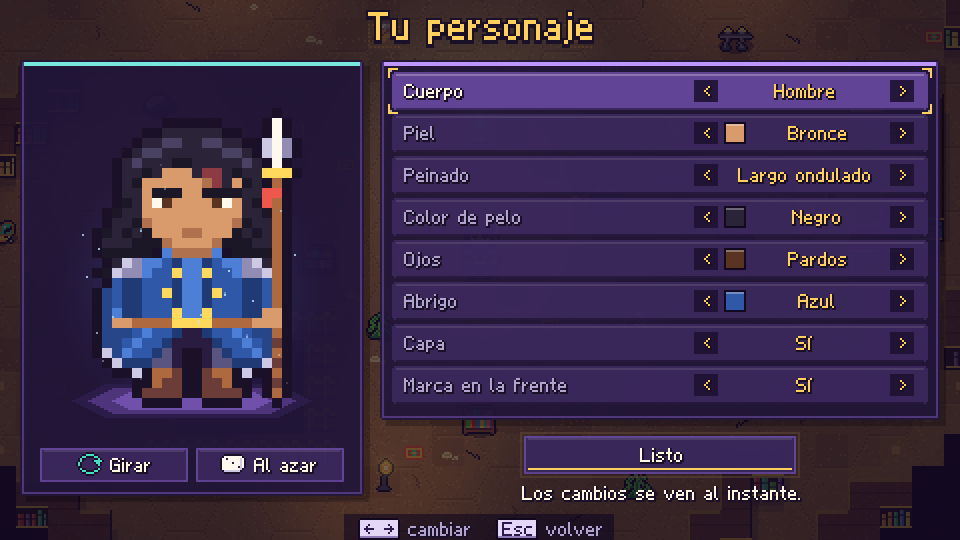 Tu personaje
Cuerpo < Hombre >
Piel < Bronce >
Peinado < Largo ondulado >
Color de pelo < Negro >
Ojos < Pardos >
Abrigo < Azul >
Capa < Sí >
Marca en la frente < Sí >
Girar
Al azar
Listo
Los cambios se ven al instante.
← → cambiar Esc volver